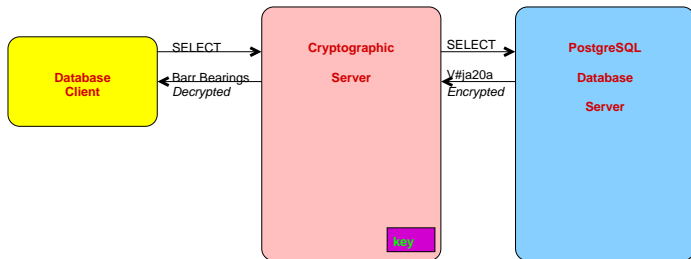 Database
Client
SELECT
Barr Bearings
Decrypted
Cryptographic
Server
key
SELECT
V#ja20a
Encrypted
PostgreSQL
Database
Server